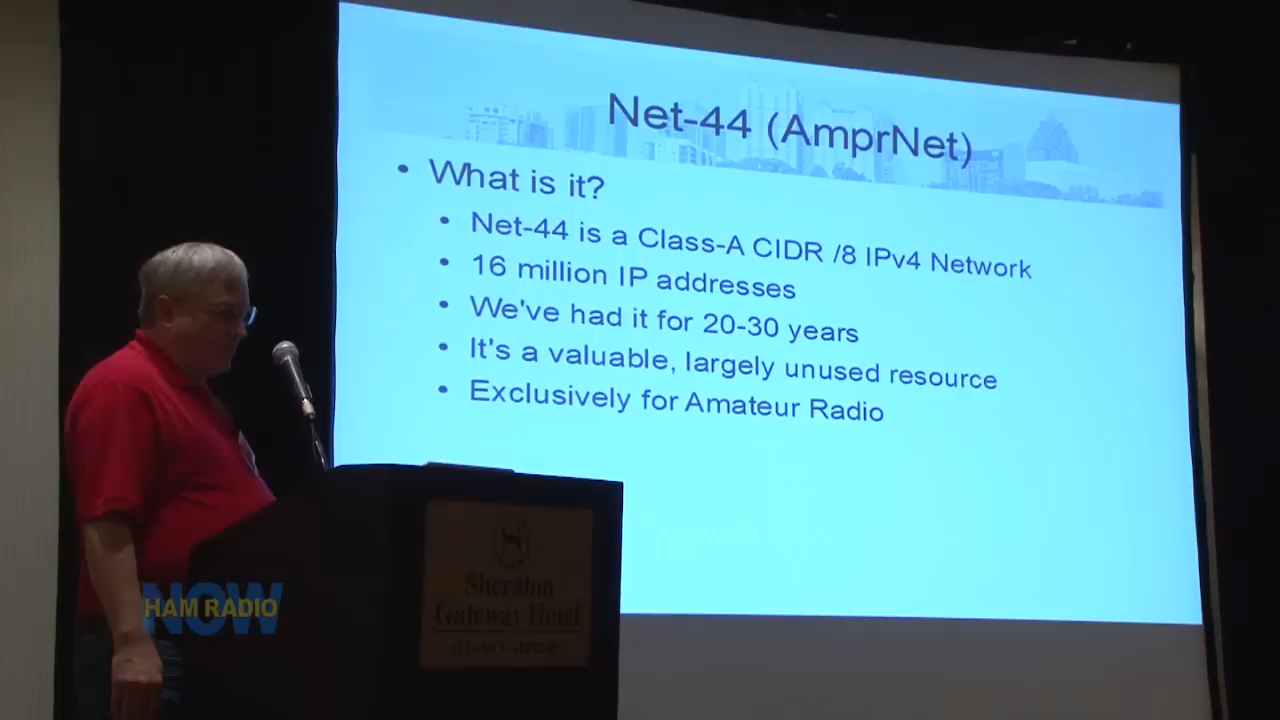 Net-44 (AmprNet)
• What is it?
• Net-44 is a Class-A CIDR /8 IPv4 Network
• 16 million IP addresses
• We've had it for 20-30 years
• It's a valuable, largely unused resource
• Exclusively for Amateur Radio
S
Sheraton
Gateway Hotel
NOW
HAM RADIO